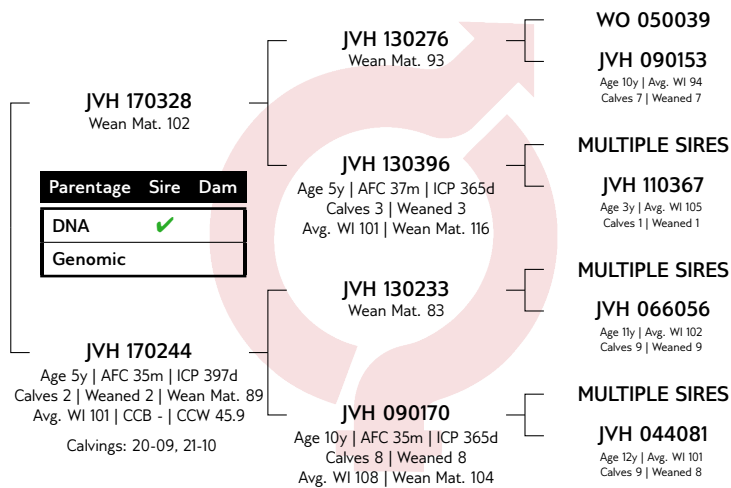 JVH 170328
Wean Mat. 102
Parentage Sire Dam
DNA ✔
Genomic
JVH 170244
Age 5y | AFC 35m | ICP 397d
Calves 2 | Weaned 2 | Wean Mat. 89
Avg. WI 101 | CCB - | CCW 45.9
Calvings: 20-09, 21-10
JVH 130276
Wean Mat. 93
JVH 130396
Age 5y | AFC 37m | ICP 365d
Calves 3 | Weaned 3
Avg. WI 101 | Wean Mat. 116
JVH 130233
Wean Mat. 83
JVH 090170
Age 10y | AFC 35m | ICP 365d
Calves 8 | Weaned 8
Avg. WI 108 | Wean Mat. 104
WO 050039
JVH 090153
Age 10y | Avg. WI 94
Calves 7 | Weaned 7
MULTIPLE SIRES
JVH 110367
Age 3y | Avg. WI 105
Calves 1 | Weaned 1
MULTIPLE SIRES
JVH 066056
Age 11y | Avg. WI 102
Calves 9 | Weaned 9
MULTIPLE SIRES
JVH 044081
Age 12y | Avg. WI 101
Calves 9 | Weaned 8